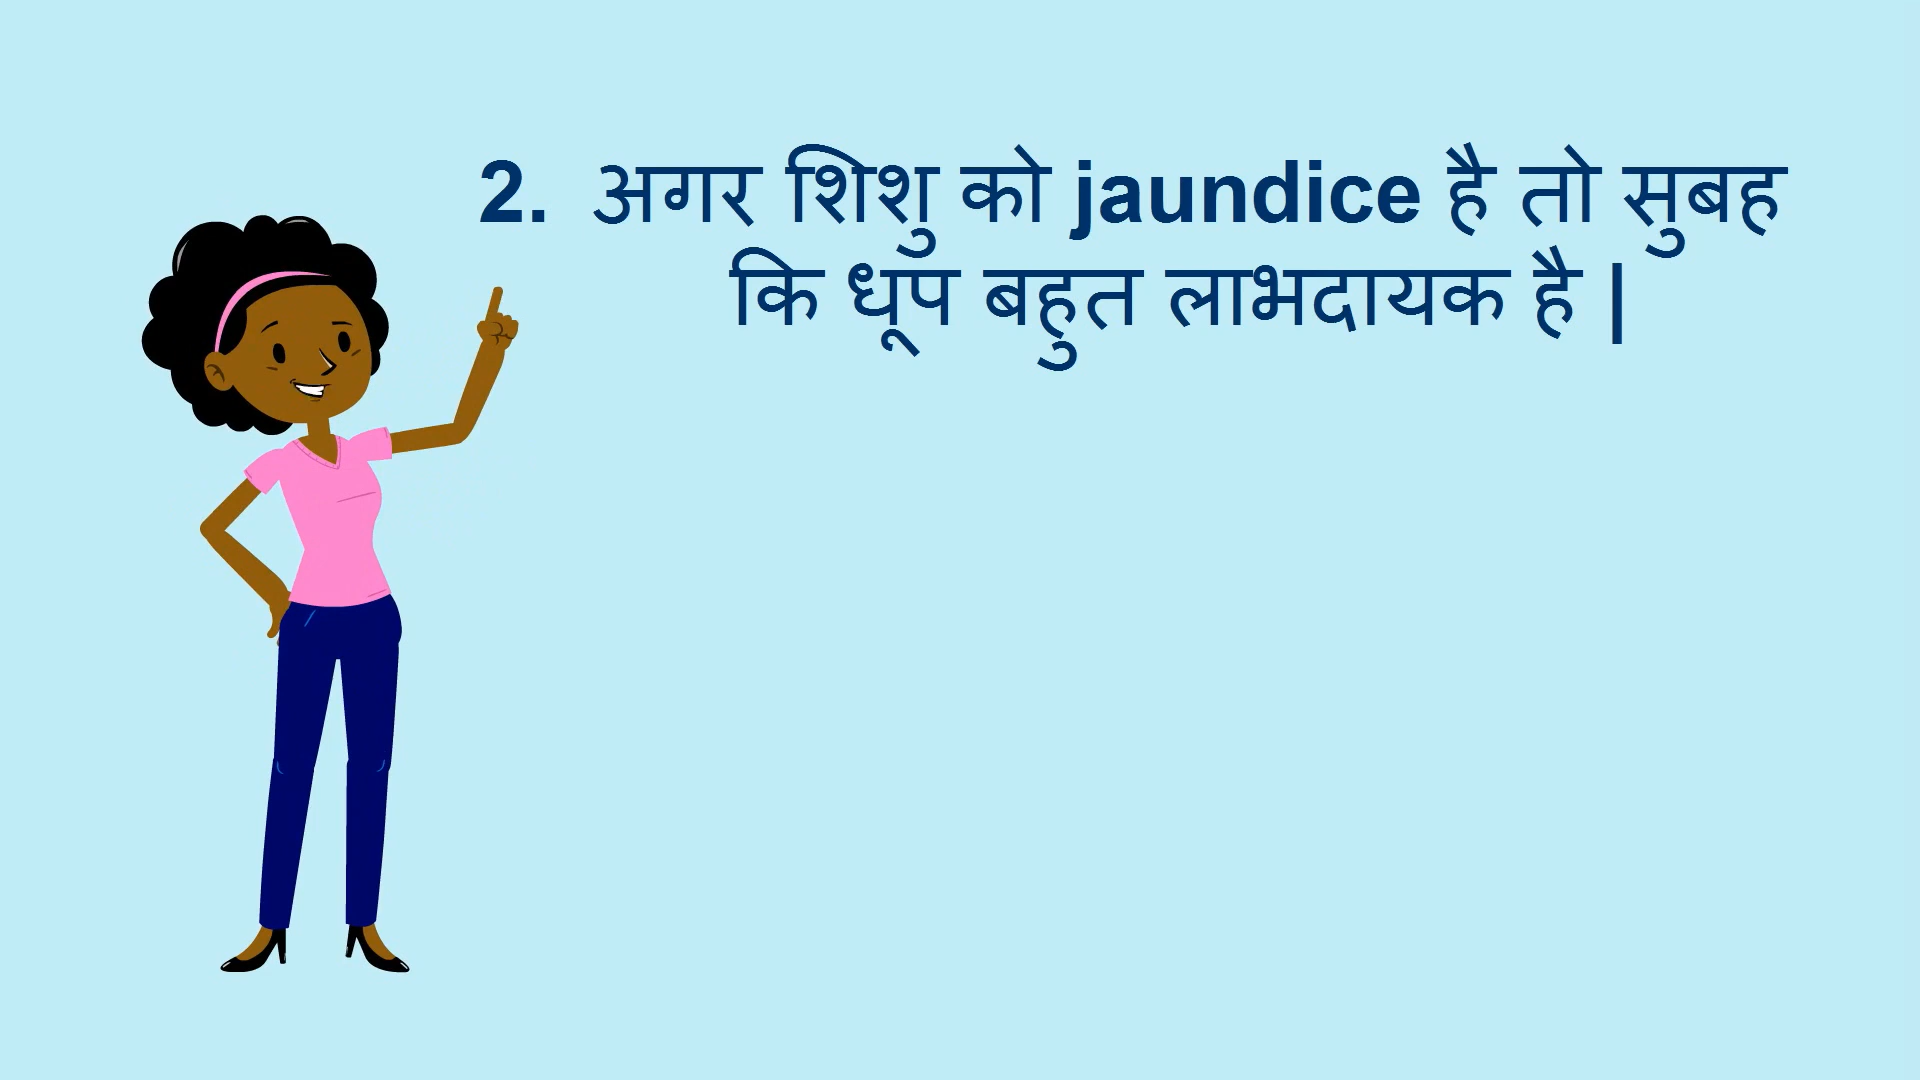 2. अगर शिशु को jaundice है तो सुबह
कि धूप बहुत लाभदायक है |